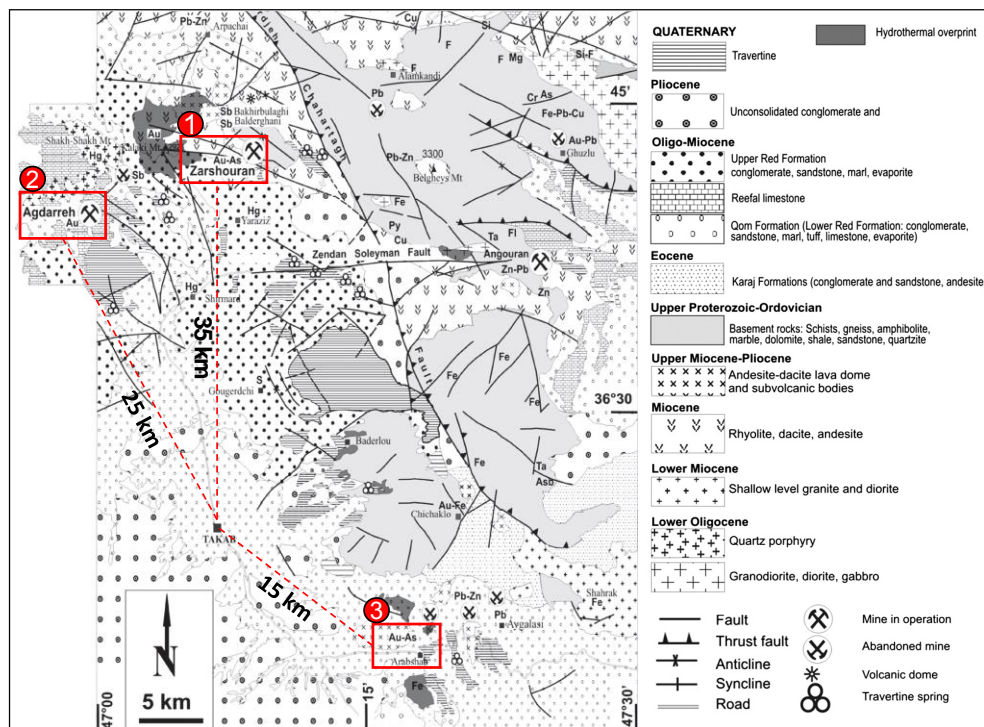 Pb-Zn
Arpachai
Cu
Si
F
F Mg
Si-F
F
Alamkandi
45'
Pb
Cr As
Fe-Pb-Cu
Sb
Bakhirbulaghi
Sb
Balderghani
Chahartagh
Au-Pb
Ghuzlu
1
Au
Shakh-Shakh Mt
Hg
Au-As
Zarshouran
Pb-Zn
3300
Belgheys Mt
2
Sb
Fe
Agdarreh
Au
Hg
Yaraziz
Py
Cu
Ta
Fl
Zendan Soleyman Fault
Angouran
Zn-Pb
Hg
Shirmard
Zn
35 km
Fault
Fe
Fe
S
Gougerdchi
36°30
25 km
Baderlou
Fe
Ta
Asb
Au-Fe
Chichaklo
TAKAB
15 km
Shahrak
Fe
Pb-Zn
3
Pb
Aygalasi
Au-As
Arabshah
Fe
N
5 km
47°00
15'
47°30
QUATERNARY
Hydrothermal overprint
Travertine
Pliocene
Unconsolidated conglomerate and
Oligo-Miocene
Upper Red Formation
conglomerate, sandstone, marl, evaporite
Reefal limestone
Qom Formation (Lower Red Formation: conglomerate,
sandstone, marl, tuff, limestone, evaporite)
Eocene
Karaj Formations (conglomerate and sandstone, andesite
Upper Proterozoic-Ordovician
Basement rocks: Schists, gneiss, amphibolite,
marble, dolomite, shale, sandstone, quartzite
Upper Miocene-Pliocene
Andesite-dacite lava dome
and subvolcanic bodies
Miocene
Rhyolite, dacite, andesite
Lower Miocene
Shallow level granite and diorite
Lower Oligocene
Quartz porphyry
Granodiorite, diorite, gabbro
Fault
Thrust fault
Anticline
Syncline
Road
Mine in operation
Abandoned mine
Volcanic dome
Travertine spring